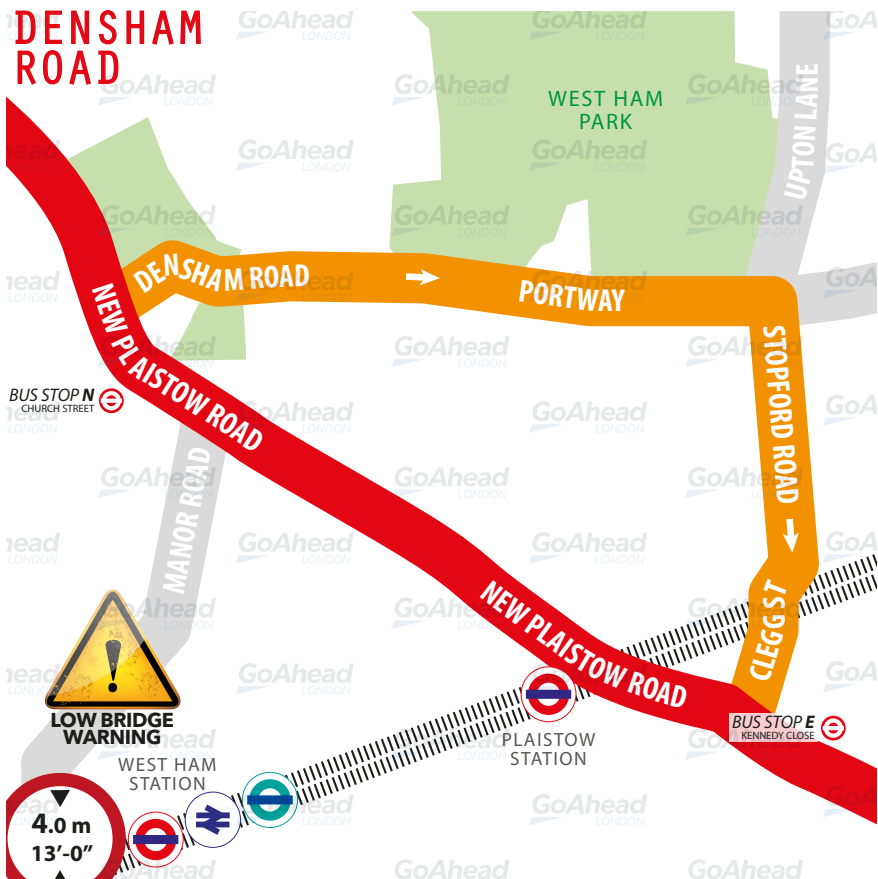 DENSHAM
ROAD
WEST HAM
PARK
UPTON LANE
DENSHAM ROAD
PORTWAY
NEW PLAISTOW ROAD
STOPFORD ROAD
BUS STOP N
CHURCH STREET
MANOR ROAD
NEW PLAISTOW ROAD
CLEGG ST
LOW BRIDGE
WARNING
BUS STOP E
KENNEDY CLOSE
PLAISTOW
STATION
WEST HAM
STATION
4.0 m
13'-0"
GoAhead
LONDON